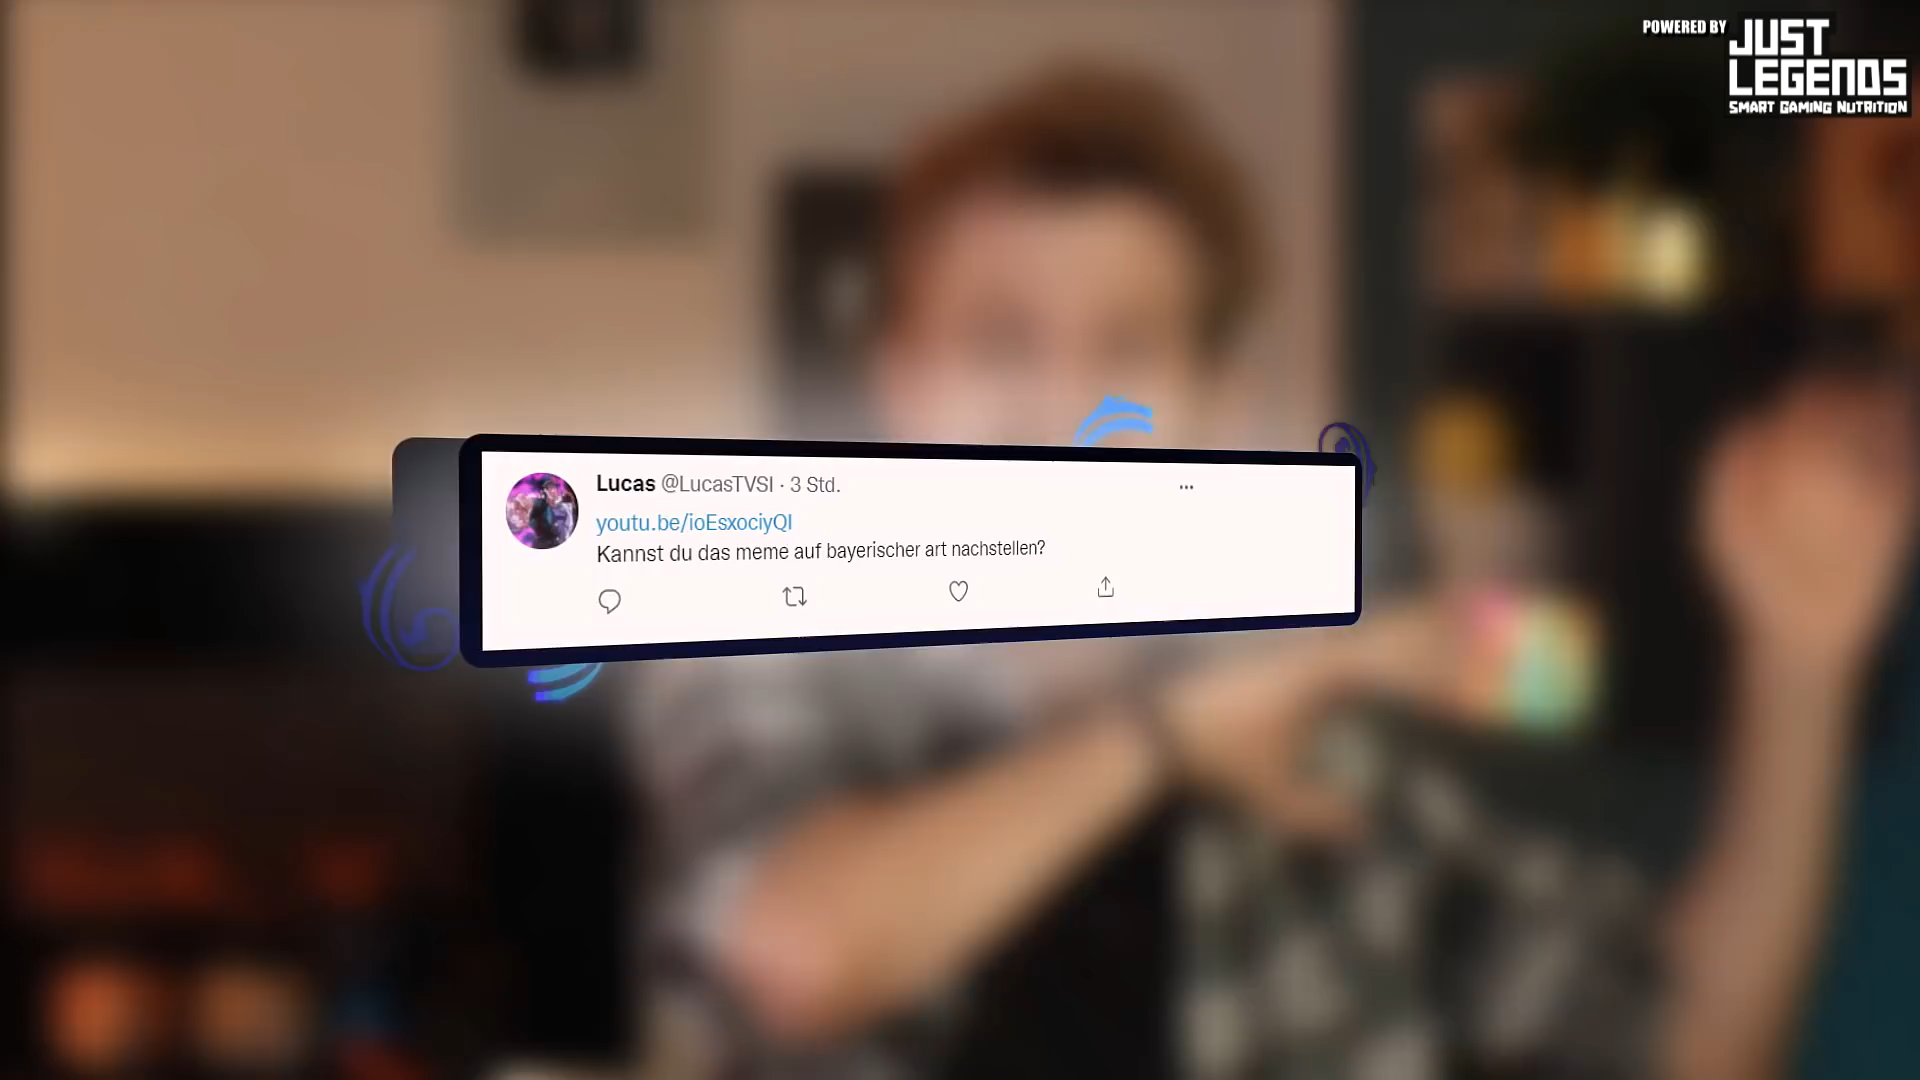 POWERED BY
JUST
LEGENDS
SMART GAMING NUTRITION
Lucas @LucasTVSI · 3 Std.
youtu.be/ioEsxociyQI
Kannst du das meme auf bayerischer art nachstellen?